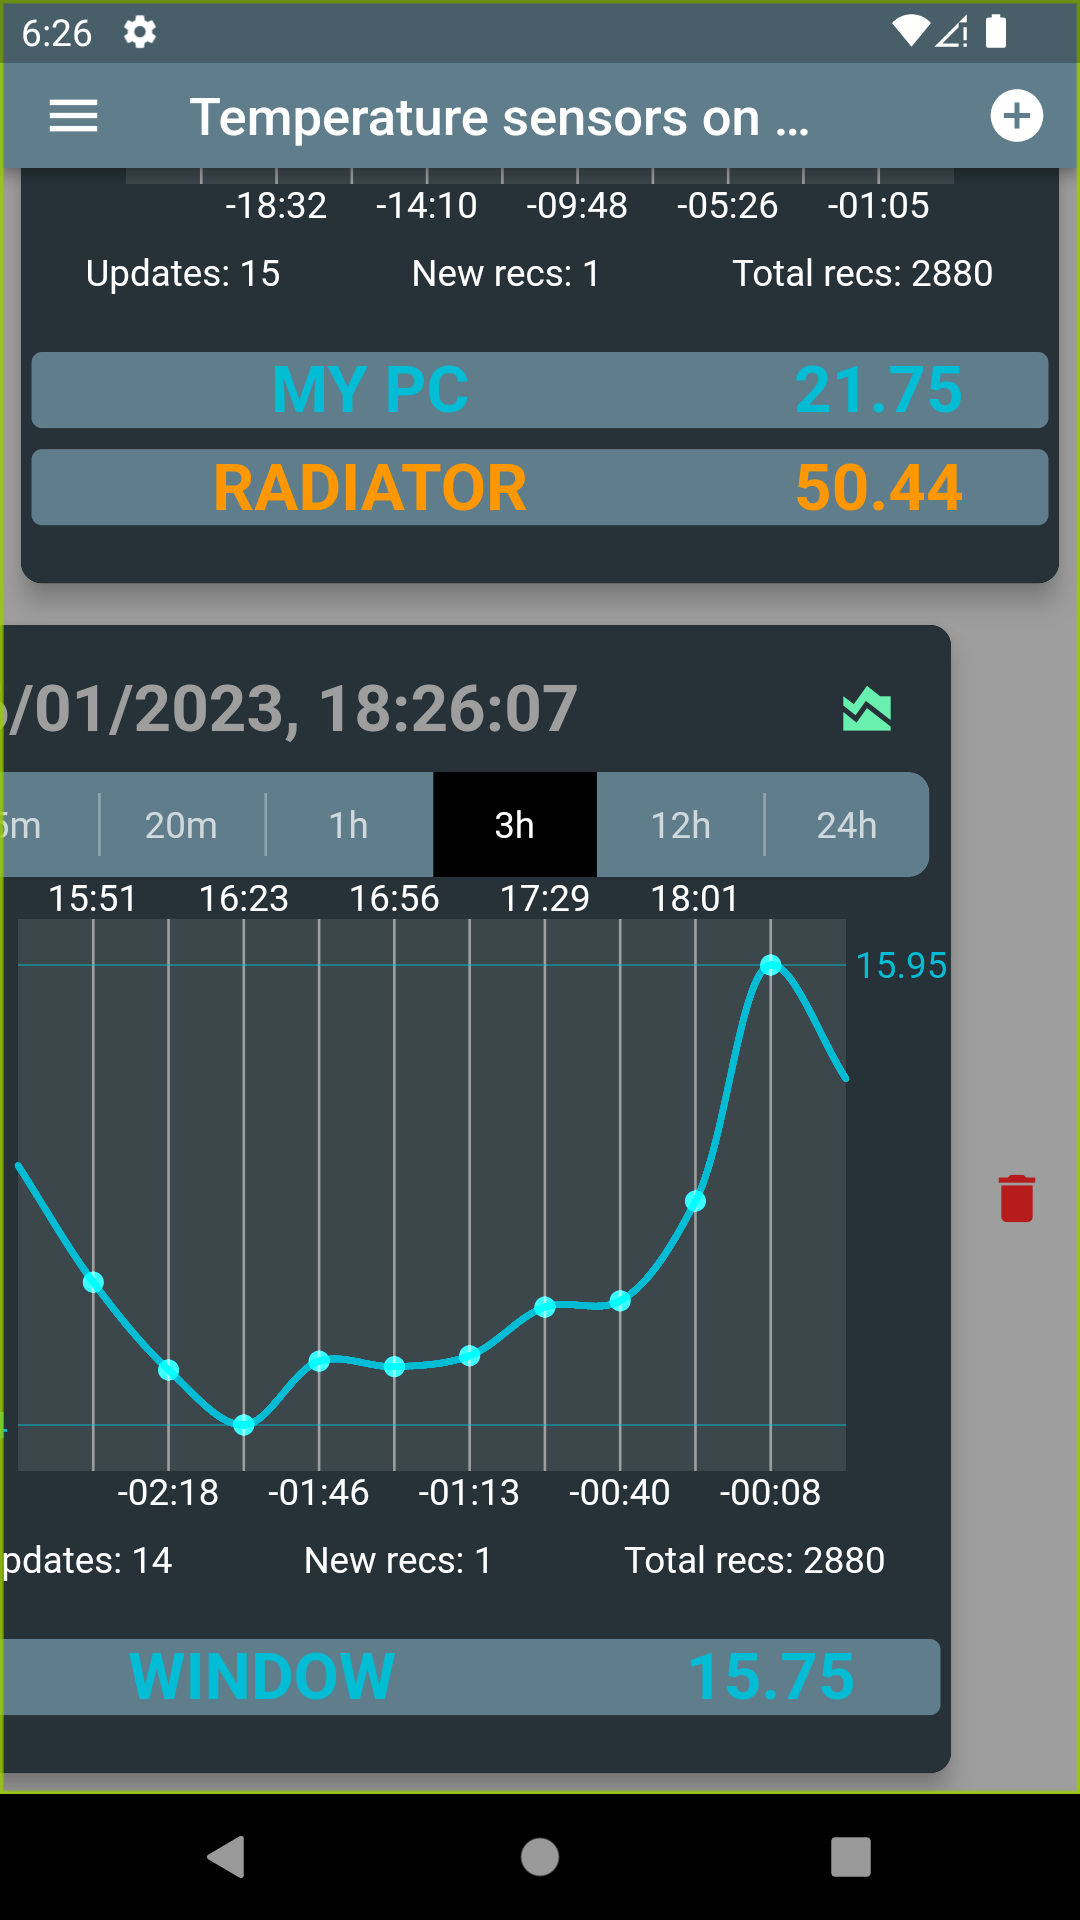 6:26
Temperature sensors on ...
-18:32 -14:10 -09:48 -05:26 -01:05
Updates: 15 New recs: 1 Total recs: 2880
MY PC 21.75
RADIATOR 50.44
/01/2023, 18:26:07
5m 20m 1h 3h 12h 24h
15:51 16:23 16:56 17:29 18:01
15.95
-02:18 -01:46 -01:13 -00:40 -00:08
pdates: 14 New recs: 1 Total recs: 2880
WINDOW 15.75